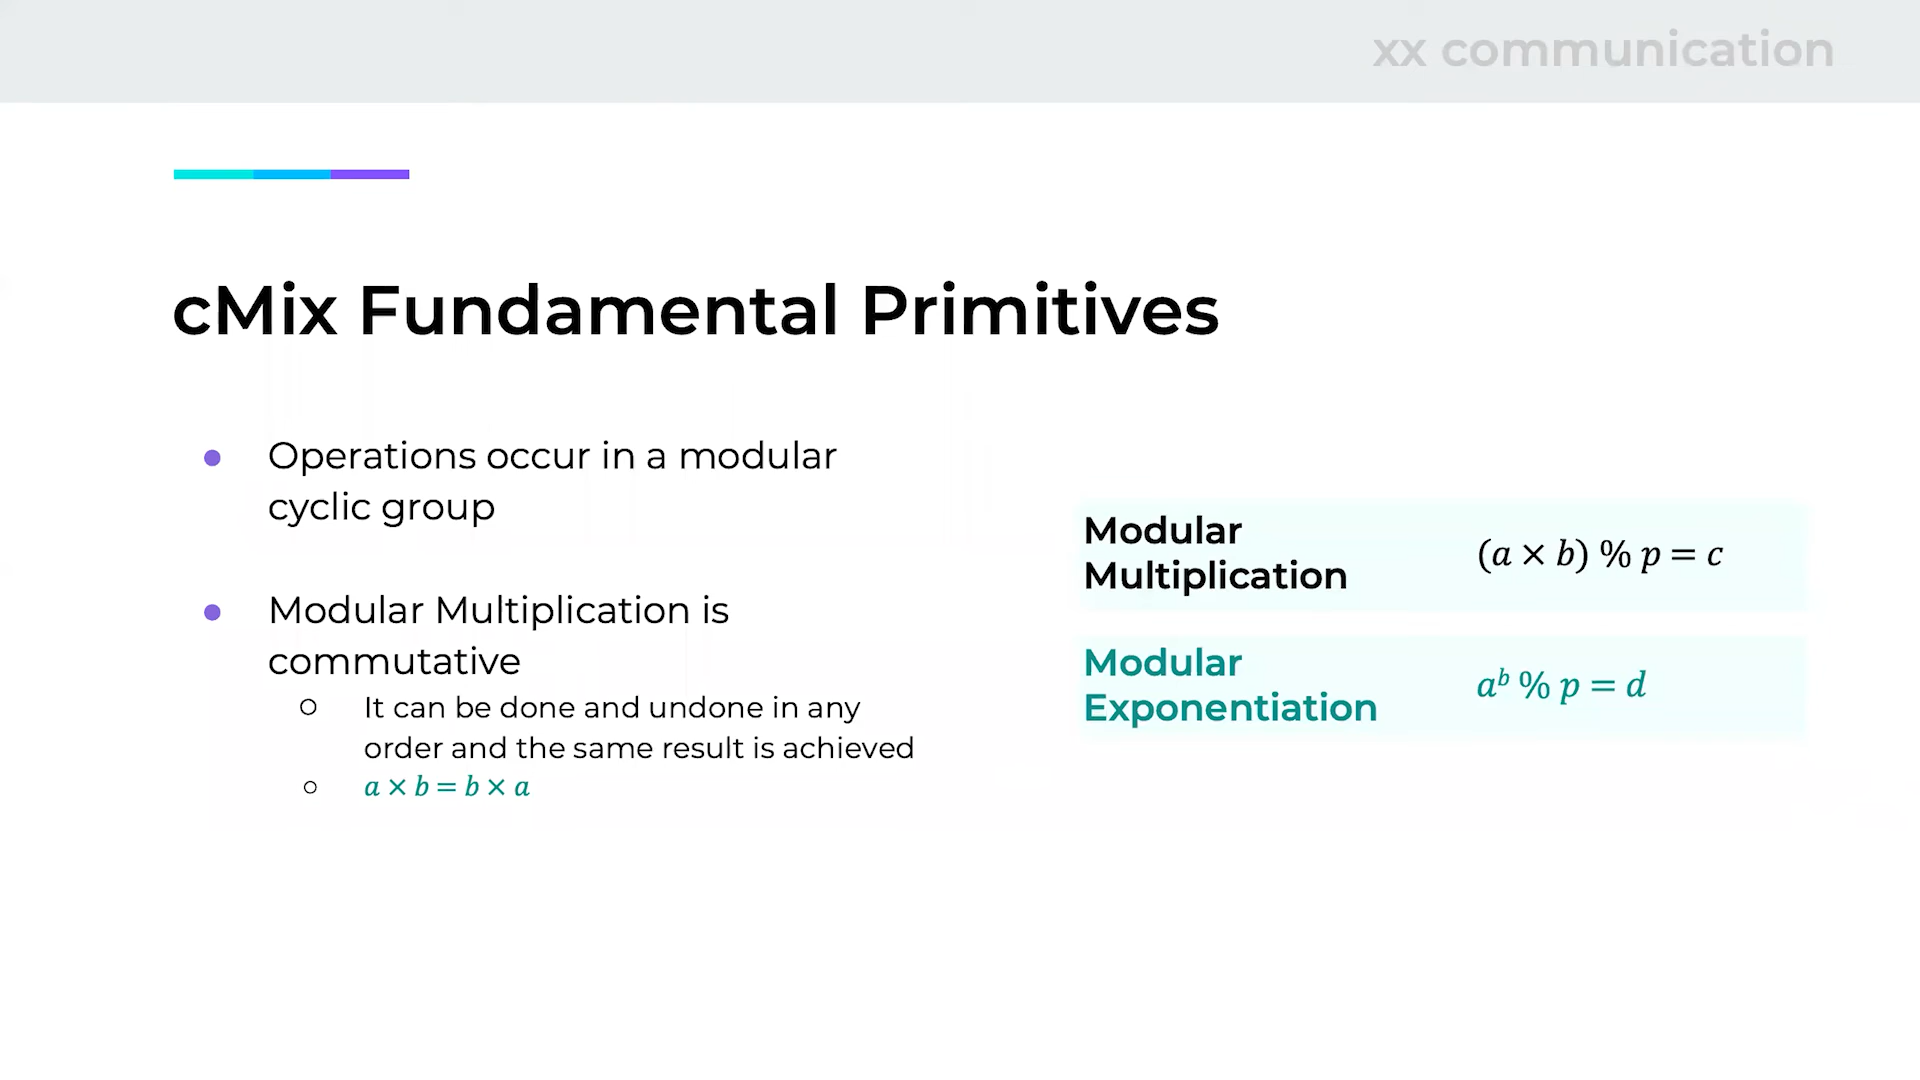 xx communication
cMix Fundamental Primitives
● Operations occur in a modular
cyclic group
● Modular Multiplication is
commutative
○ It can be done and undone in any
order and the same result is achieved
○ a × b = b × a
Modular
Multiplication
(a × b) % p = c
Modular
Exponentiation
aᵇ % p = d